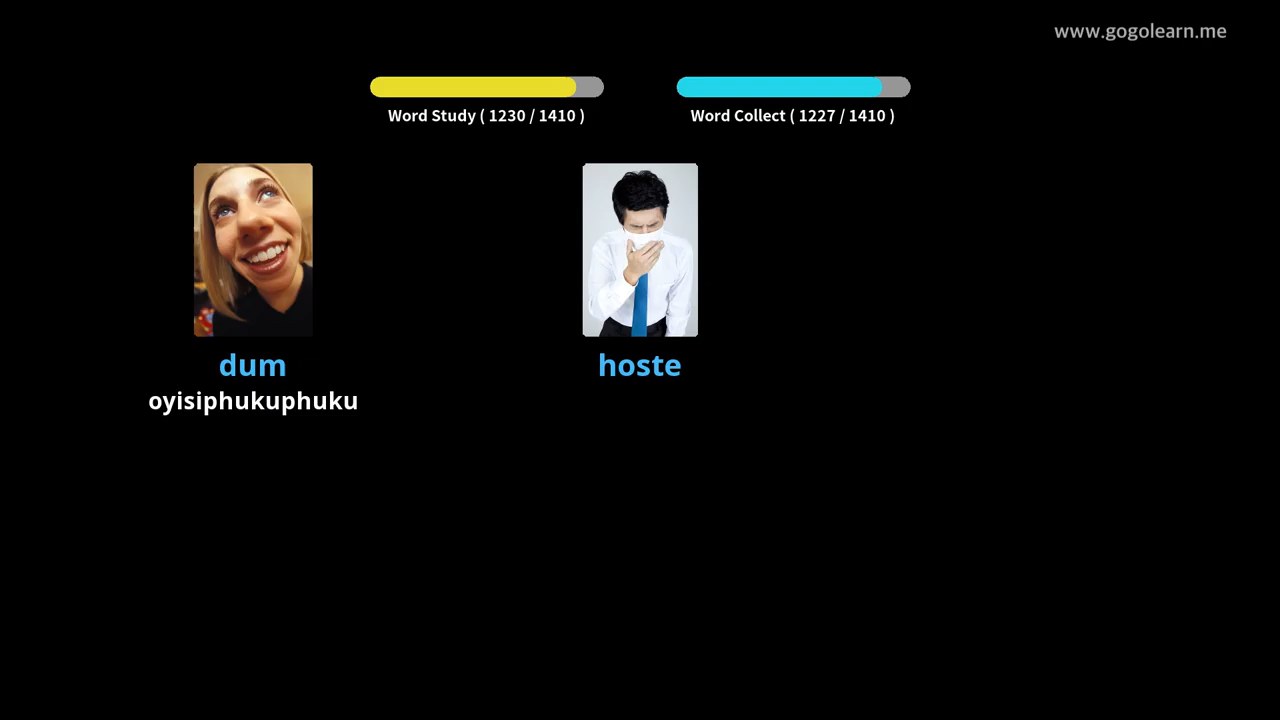 www.gogolearn.me
Word Study ( 1230 / 1410 )
Word Collect ( 1227 / 1410 )
dum
oyisiphukuphuku
hoste